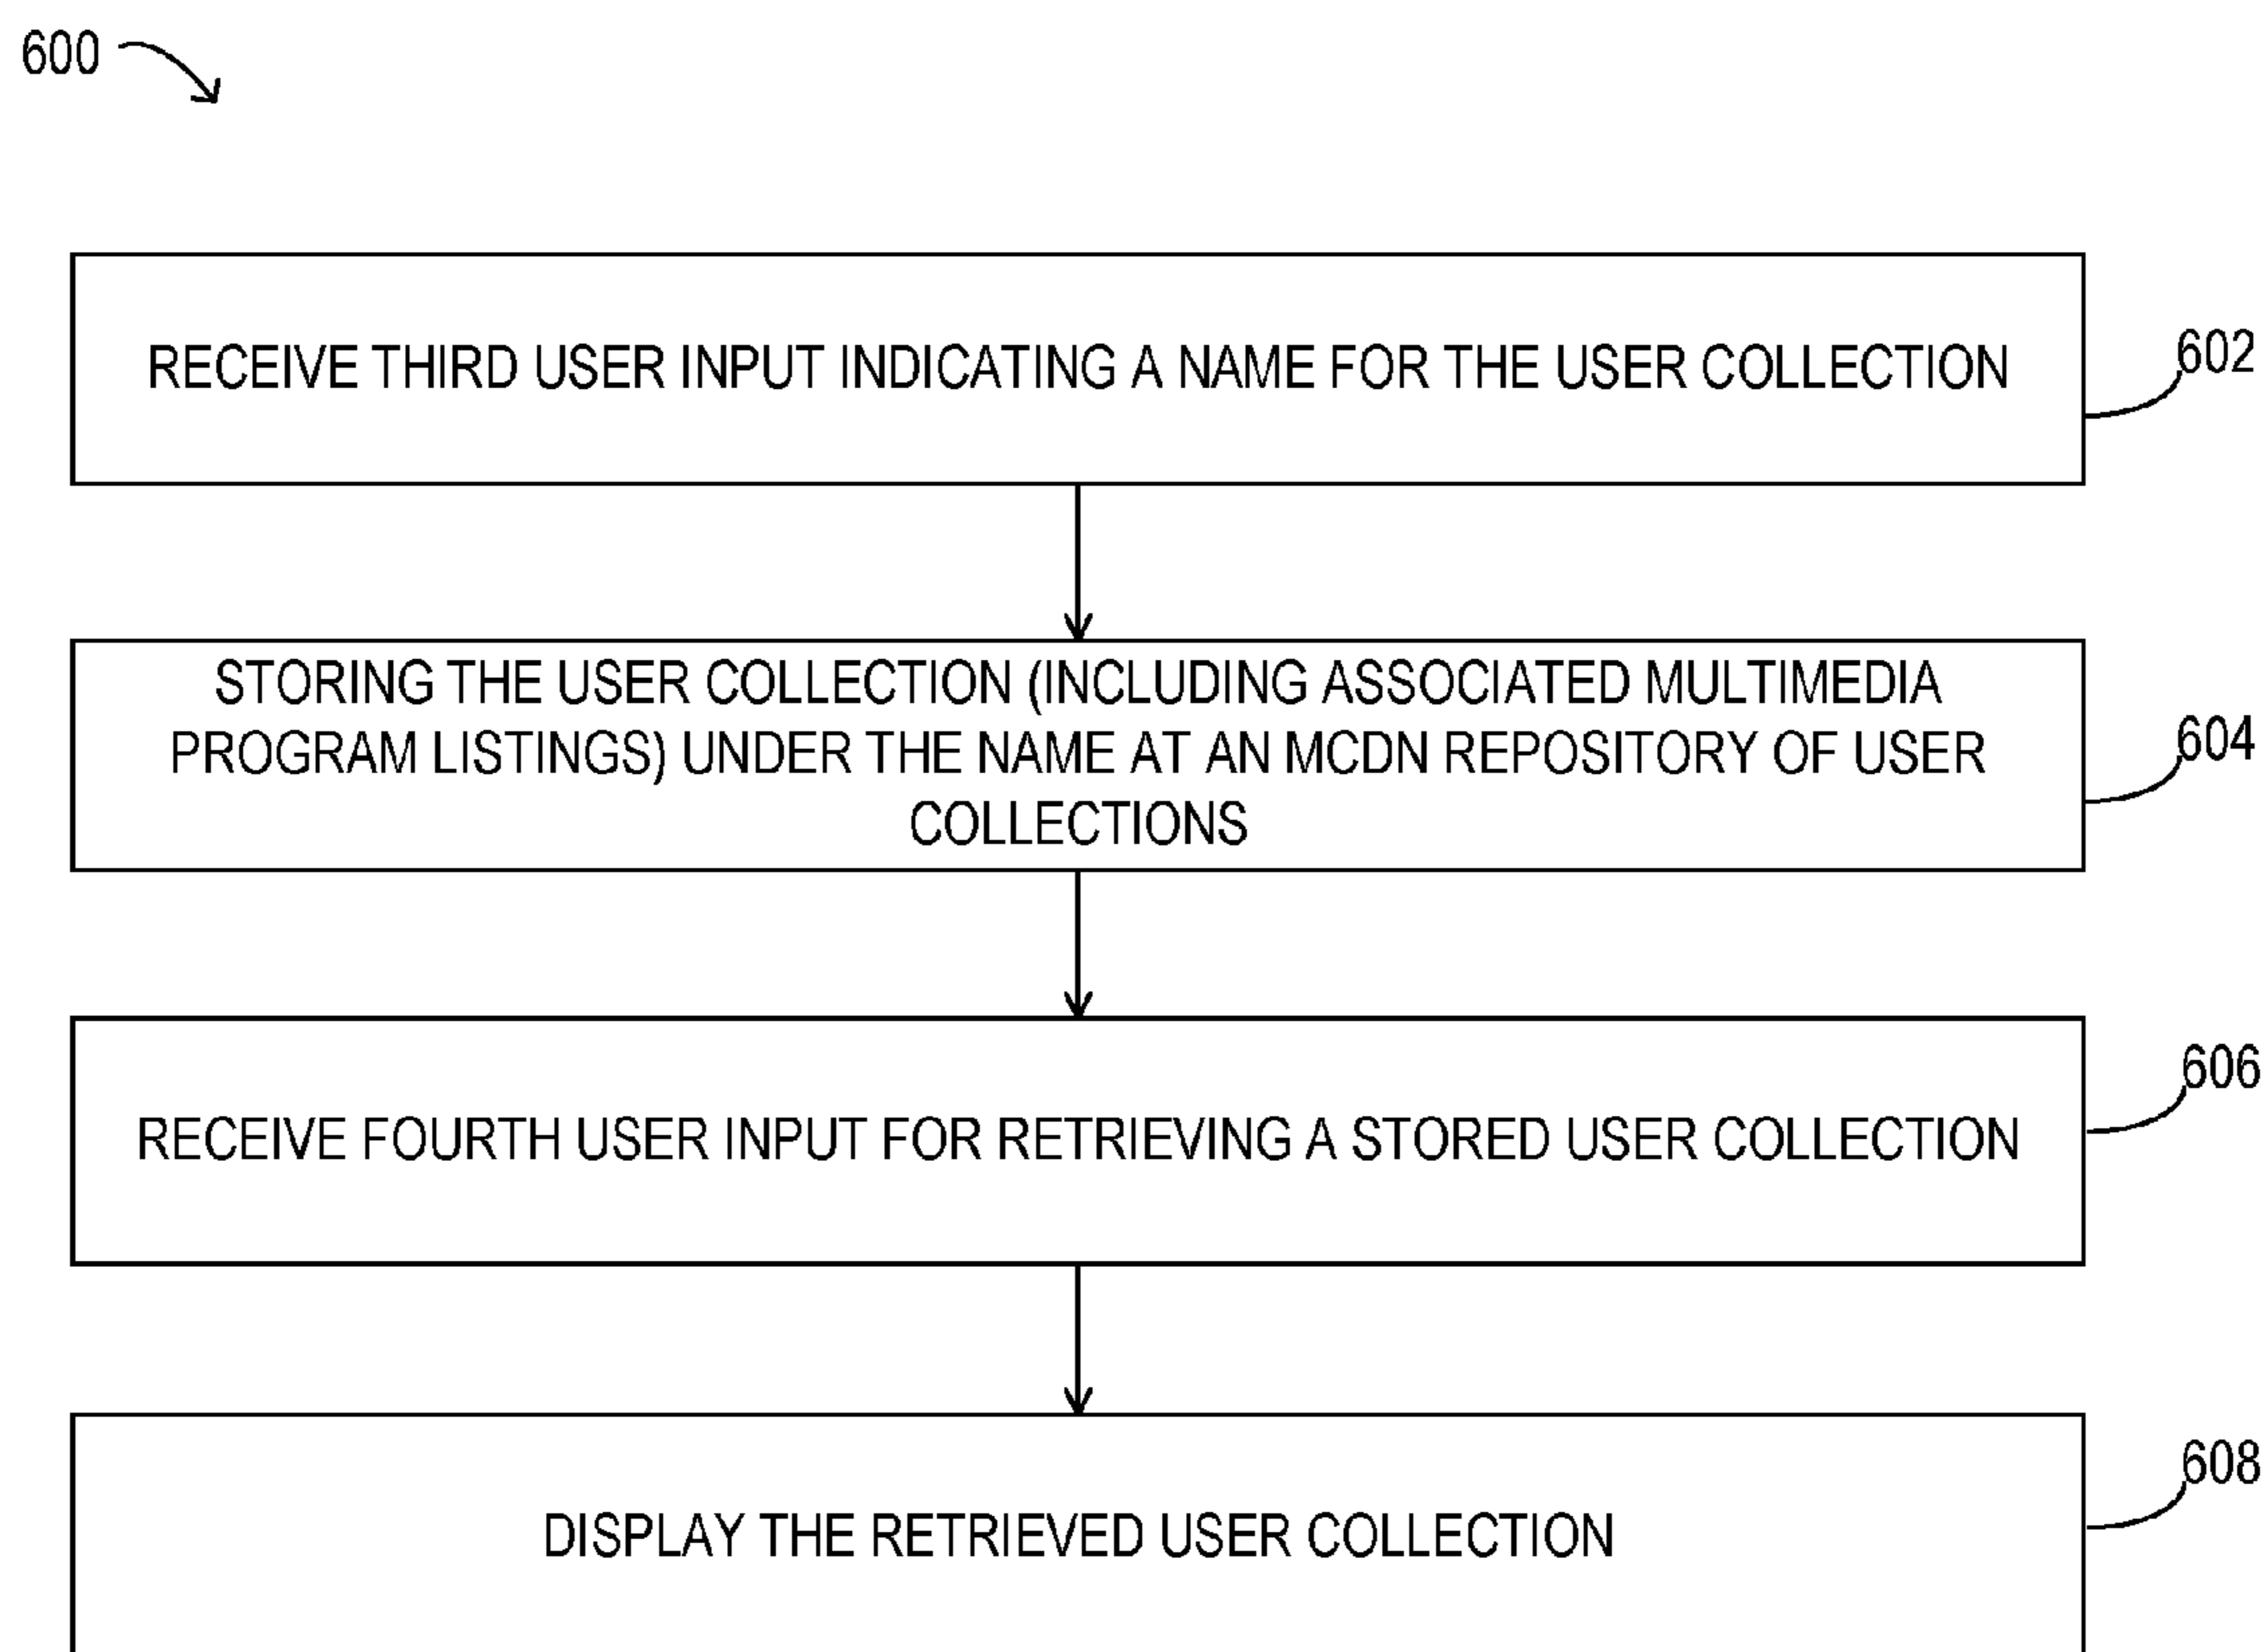 600
RECEIVE THIRD USER INPUT INDICATING A NAME FOR THE USER COLLECTION
602
STORING THE USER COLLECTION (INCLUDING ASSOCIATED MULTIMEDIA
PROGRAM LISTINGS) UNDER THE NAME AT AN MCDN REPOSITORY OF USER
COLLECTIONS
604
RECEIVE FOURTH USER INPUT FOR RETRIEVING A STORED USER COLLECTION
606
DISPLAY THE RETRIEVED USER COLLECTION
608